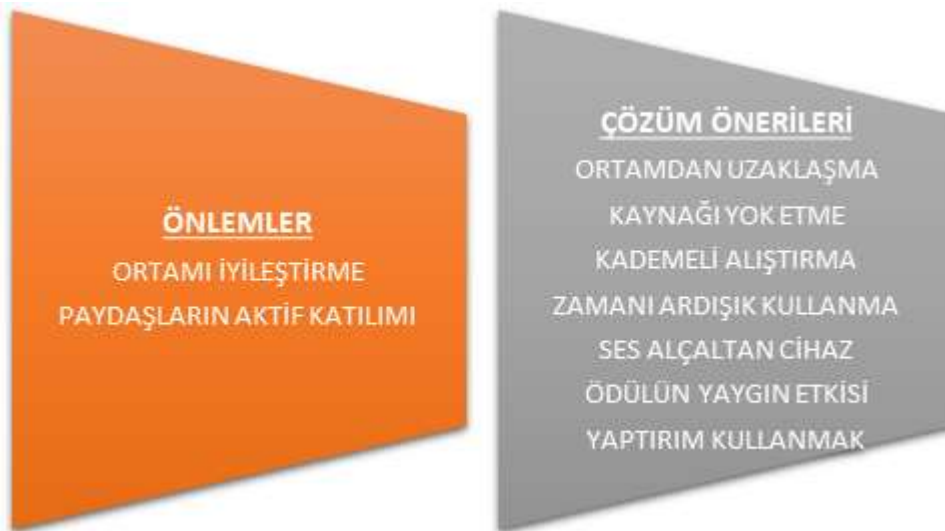 ÖNLEMLER
ORTAMI İYİLEŞTİRME
PAYDAŞLARIN AKTİF KATILIMI
ÇÖZÜM ÖNERİLERİ
ORTAMDAN UZAKLAŞMA
KAYNAĞI YOK ETME
KADEMELİ ALIŞTIRMA
ZAMANI ARDIŞIK KULLANMA
SES ALÇALTAN CİHAZ
ÖDÜLÜN YAYGIN ETKİSİ
YAPTIRIM KULLANMAK